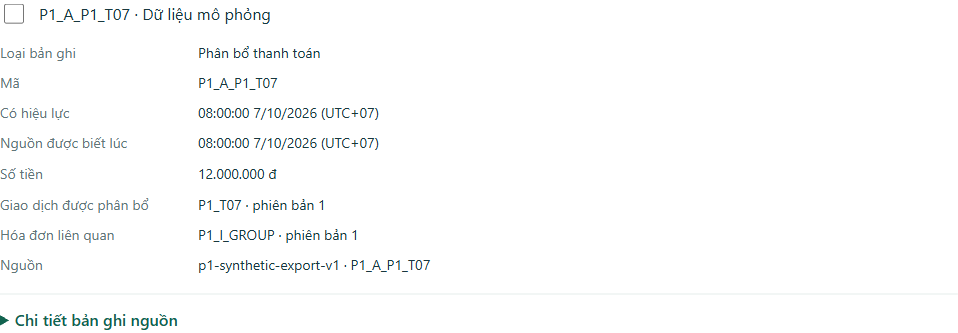 P1_A_P1_T07 · Dữ liệu mô phỏng
Loại bản ghi Phân bổ thanh toán
Mã P1_A_P1_T07
Có hiệu lực 08:00:00 7/10/2026 (UTC+07)
Nguồn được biết lúc 08:00:00 7/10/2026 (UTC+07)
Số tiền 12.000.000 đ
Giao dịch được phân bổ P1_T07 · phiên bản 1
Hóa đơn liên quan P1_I_GROUP · phiên bản 1
Nguồn p1-synthetic-export-v1 · P1_A_P1_T07
Chi tiết bản ghi nguồn